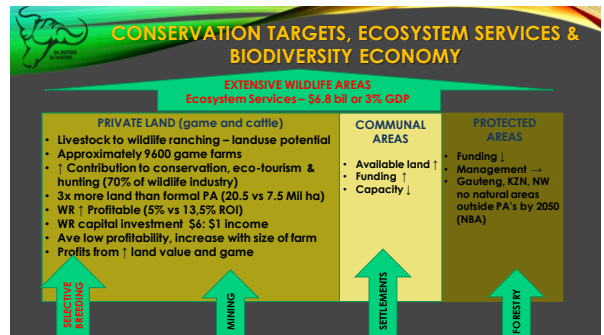 CONSERVATION TARGETS, ECOSYSTEM SERVICES &
BIODIVERSITY ECONOMY
EXTENSIVE WILDLIFE AREAS
Ecosystem Services – $6.8 bil or 3% GDP
PRIVATE LAND (game and cattle)
• Livestock to wildlife ranching – landuse potential
• Approximately 9600 game farms
• ↑ Contribution to conservation, eco-tourism &
hunting (70% of wildlife industry)
• 3x more land than formal PA (20.5 vs 7.5 Mil ha)
• WR ↑ Profitable (5% vs 13,5% ROI)
• WR capital investment $6: $1 income
• Ave low profitability, increase with size of farm
• Profits from ↑ land value and game
COMMUNAL
AREAS
• Available land ↑
• Funding ↑
• Capacity ↓
PROTECTED
AREAS
• Funding ↓
• Management →
• Gauteng, KZN, NW
no natural areas
outside PA's by 2050
(NBA)
SELECTIVE
BREEDING
MINING
SETTLEMENTS
FORESTRY